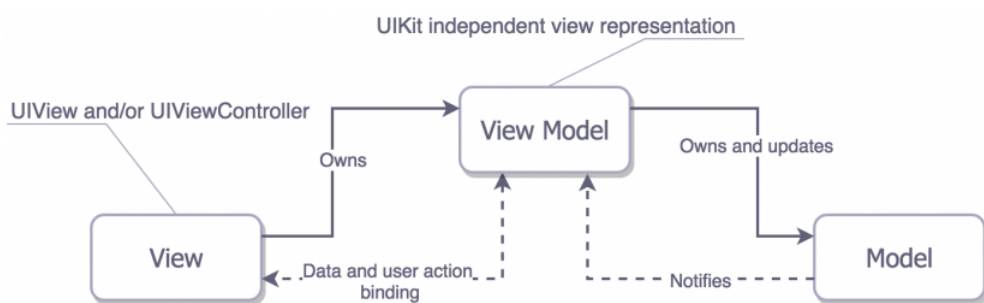 UIKit independent view representation
UIView and/or UIViewController
View Model
Owns
Owns and updates
View
Data and user action
binding
Notifies
Model